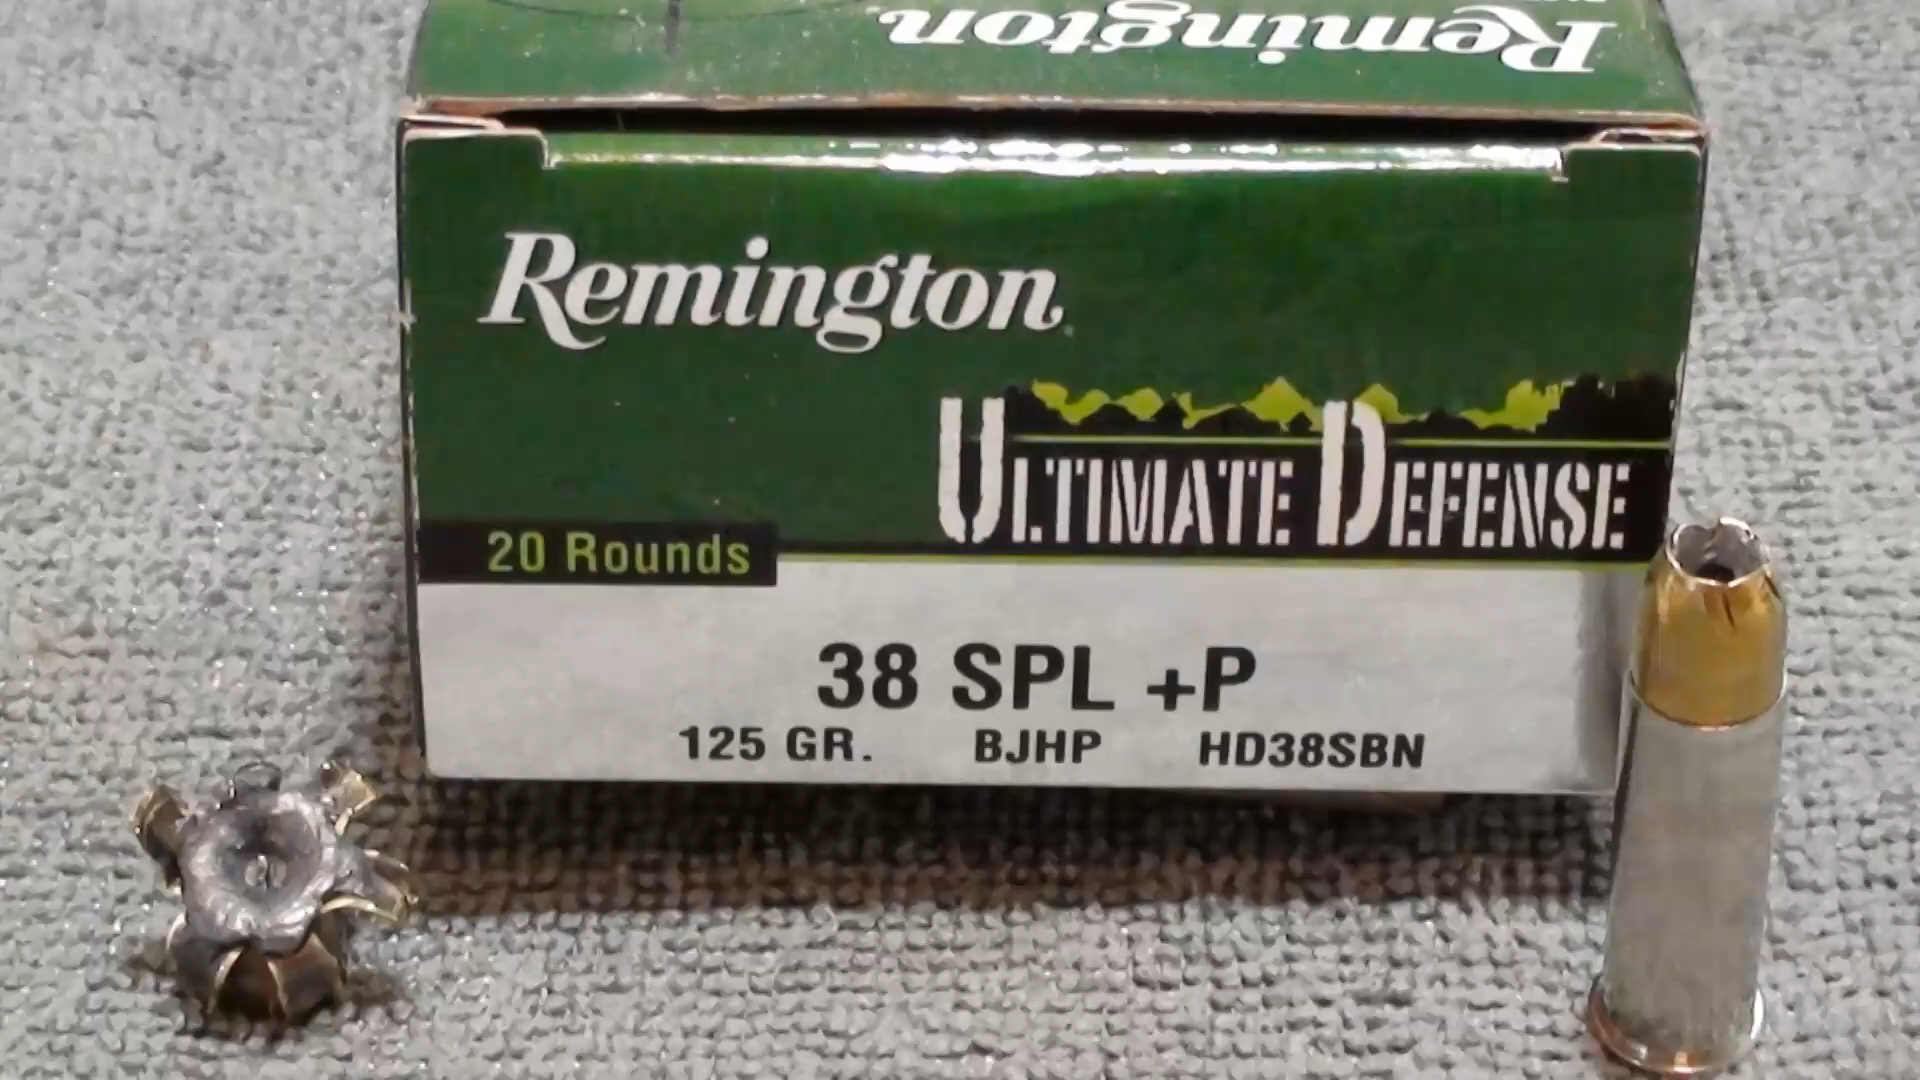 Remington
Remington
ULTIMATE DEFENSE
20 Rounds
38 SPL +P
125 GR. BJHP HD38SBN